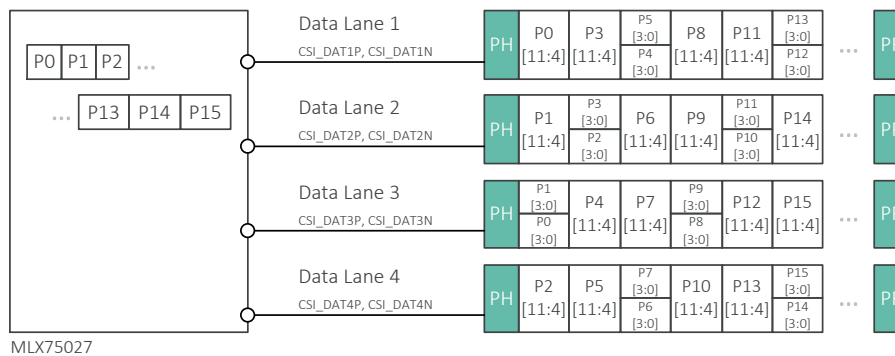 P0 P1 P2 ...
... P13 P14 P15
MLX75027
Data Lane 1
CSI_DAT1P, CSI_DAT1N
PH P0 [11:4] P3 [11:4] P5 [3:0] P4 [3:0] P8 [11:4] P11 [11:4] P13 [3:0] P12 [3:0] ...
Data Lane 2
CSI_DAT2P, CSI_DAT2N
PH P1 [11:4] P3 [3:0] P2 [3:0] P6 [11:4] P9 [11:4] P11 [3:0] P10 [3:0] P14 [11:4] ...
Data Lane 3
CSI_DAT3P, CSI_DAT3N
PH P1 [3:0] P0 [3:0] P4 [11:4] P7 [11:4] P9 [3:0] P8 [3:0] P12 [11:4] P15 [11:4] ...
Data Lane 4
CSI_DAT4P, CSI_DAT4N
PH P2 [11:4] P5 [11:4] P7 [3:0] P6 [3:0] P10 [11:4] P13 [11:4] P15 [3:0] P14 [3:0] ...